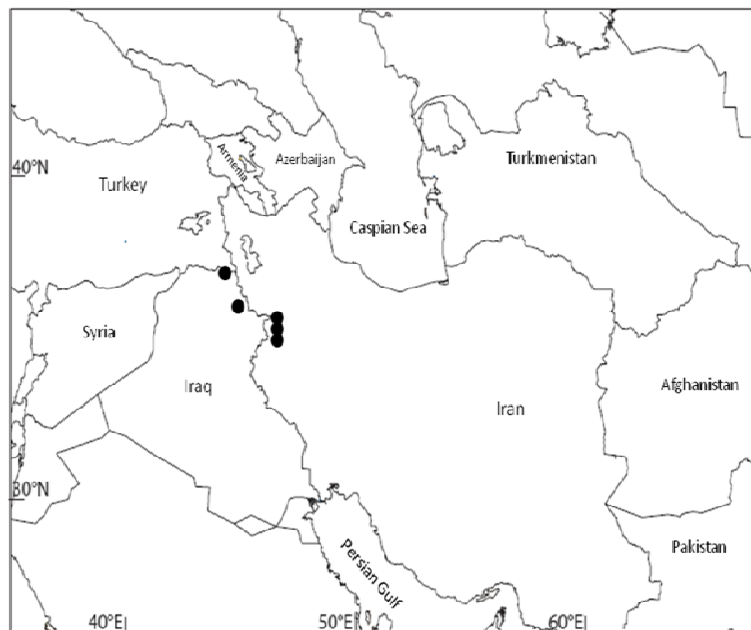 Armenia
Azerbaijan
Turkmenistan
40°N
Turkey
Caspian Sea
Syria
Iraq
Iran
Afghanistan
30°N
Pakistan
Persian Gulf
40°E
50°E
60°E